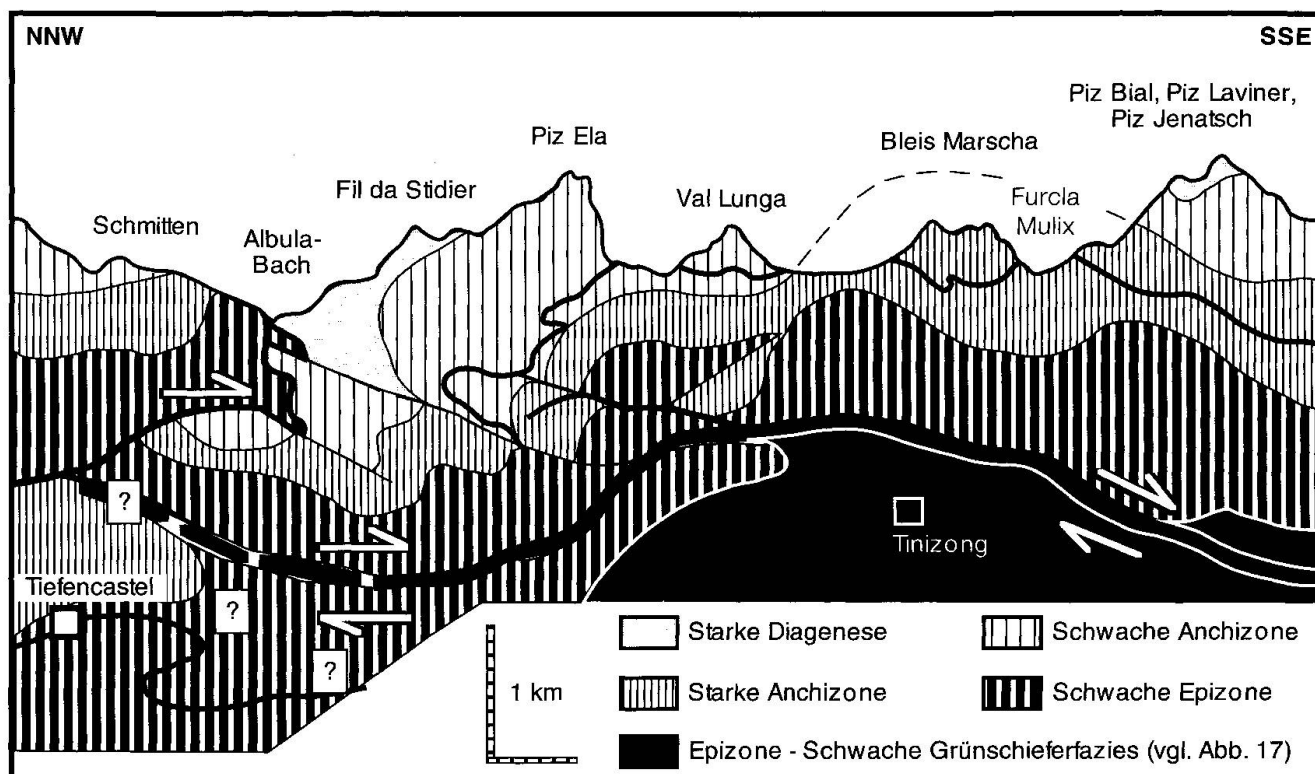 NNW
SSE
Piz Bial, Piz Laviner,
Piz Jenatsch
Piz Ela
Bleis Marscha
Fil da Stidier
Val Lunga
Furcla
Mulix
Schmitten
Albula-
Bach
?
Tinizong
Tiefencastel
?
?
1 km
Starke Diagenese
Schwache Anchizone
Starke Anchizone
Schwache Epizone
Epizone - Schwache Grünschieferfazies (vgl. Abb. 17)